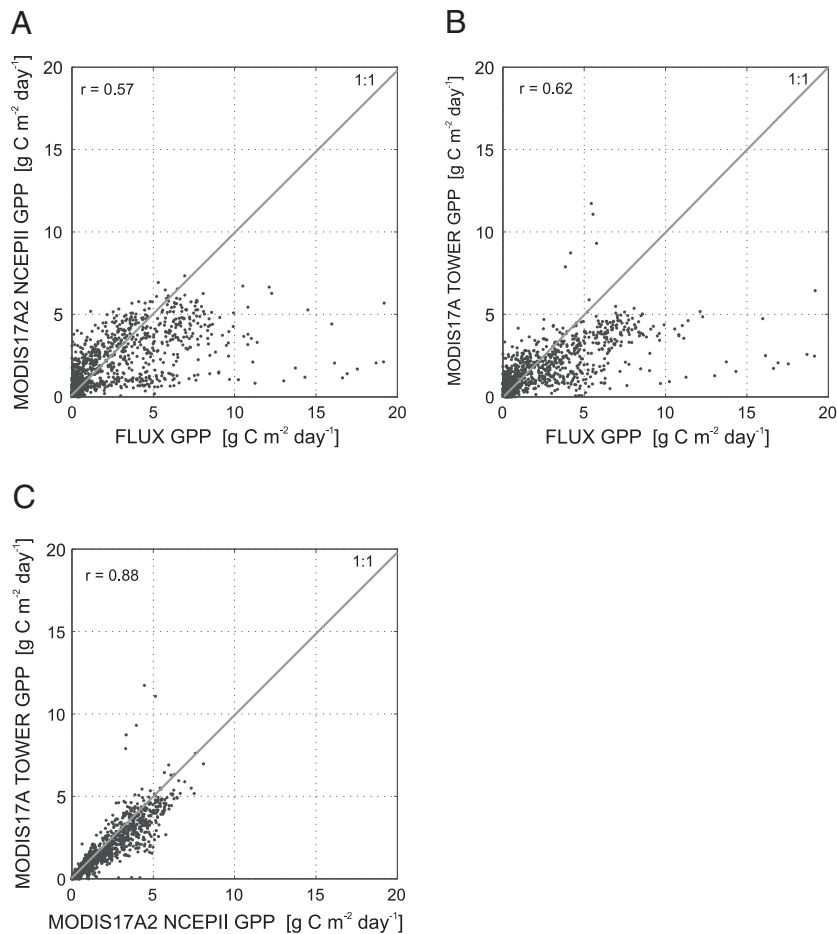 A
MODIS17A2 NCEPII GPP [g C m⁻² day⁻¹]
20
15
10
5
0
r = 0.57
1:1
0 5 10 15 20
FLUX GPP [g C m⁻² day⁻¹]
B
MODIS17A TOWER GPP [g C m⁻² day⁻¹]
20
15
10
5
0
r = 0.62
1:1
0 5 10 15 20
FLUX GPP [g C m⁻² day⁻¹]
C
MODIS17A TOWER GPP [g C m⁻² day⁻¹]
20
15
10
5
0
r = 0.88
1:1
0 5 10 15 20
MODIS17A2 NCEPII GPP [g C m⁻² day⁻¹]